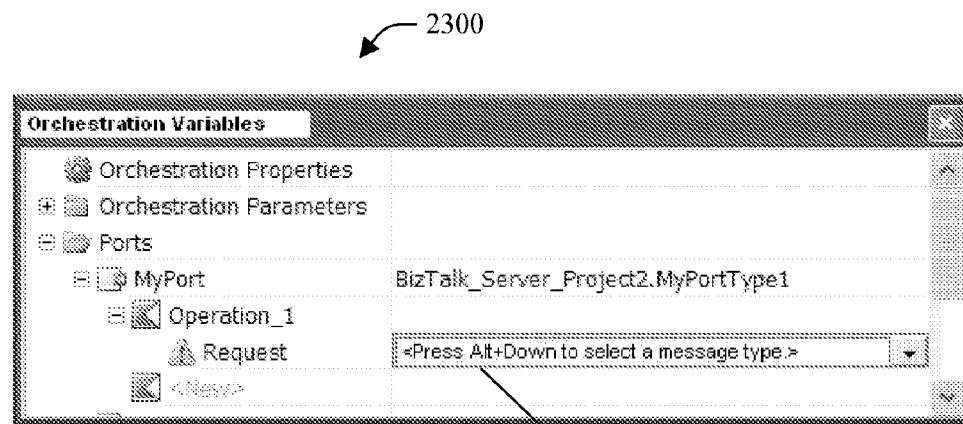 2300
Orchestration Variables
Orchestration Properties
Orchestration Parameters
Ports
MyPort BizTalk_Server_Project2.MyPortType1
Operation_1
Request <Press Alt+Down to select a message type.>
<New>